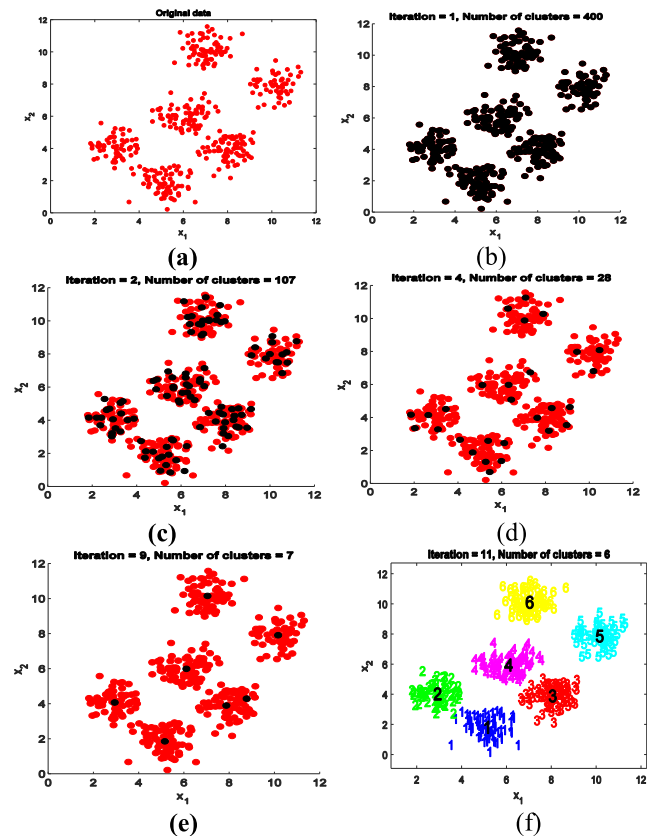 Original data
12
10
8
6
4
2
0
x2
0 2 4 6 8 10 12
x1
(a)
Iteration = 1, Number of clusters = 400
12
10
8
6
4
2
0
x2
0 2 4 6 8 10 12
x1
(b)
Iteration = 2, Number of clusters = 107
12
10
8
6
4
2
0
x2
0 2 4 6 8 10 12
x1
(c)
Iteration = 4, Number of clusters = 28
12
10
8
6
4
2
0
x2
0 2 4 6 8 10 12
x1
(d)
Iteration = 9, Number of clusters = 7
12
10
8
6
4
2
0
x2
0 2 4 6 8 10 12
x1
(e)
Iteration = 11, Number of clusters = 6
12
10
8
6
4
2
0
x2
6
5
4
2
3
1
2 4 6 8 10 12
x1
(f)